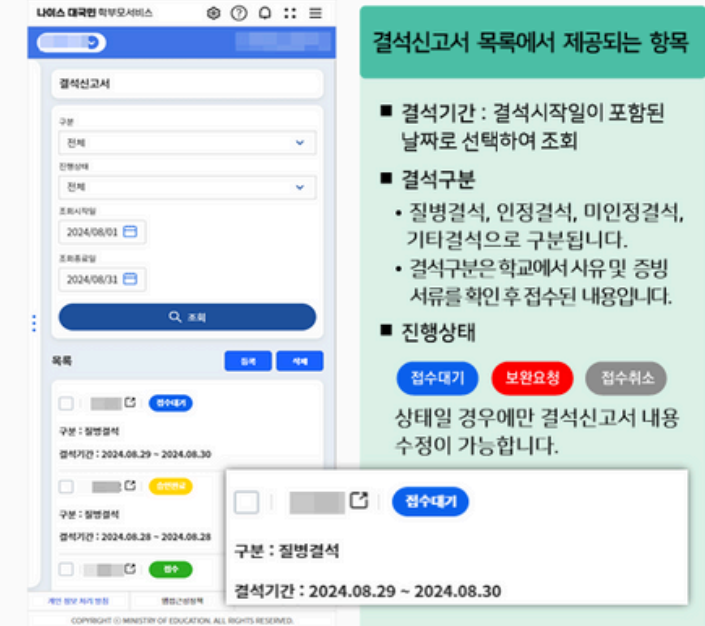 나이스 대국민 학부모서비스
결석신고서
구분
전체
진행상태
전체
조회시작일
2024/08/01
조회종료일
2024/08/31
조회
목록
등록 삭제
접수대기
구분 : 질병결석
결석기간 : 2024.08.29 ~ 2024.08.30
승인완료
구분 : 질병결석
결석기간 : 2024.08.28 ~ 2024.08.28
접수
개인 정보 처리 방침 웹접근성정책
COPYRIGHT ⓒ MINISTRY OF EDUCATION. ALL RIGHTS RESERVED.
결석신고서 목록에서 제공되는 항목
■ 결석기간 : 결석시작일이 포함된
날짜로 선택하여 조회
■ 결석구분
• 질병결석, 인정결석, 미인정결석,
기타결석으로 구분됩니다.
• 결석구분은 학교에서 사유 및 증빙
서류를 확인 후 접수된 내용입니다.
■ 진행상태
접수대기 보완요청 접수취소
상태일 경우에만 결석신고서 내용
수정이 가능합니다.
접수대기
구분 : 질병결석
결석기간 : 2024.08.29 ~ 2024.08.30